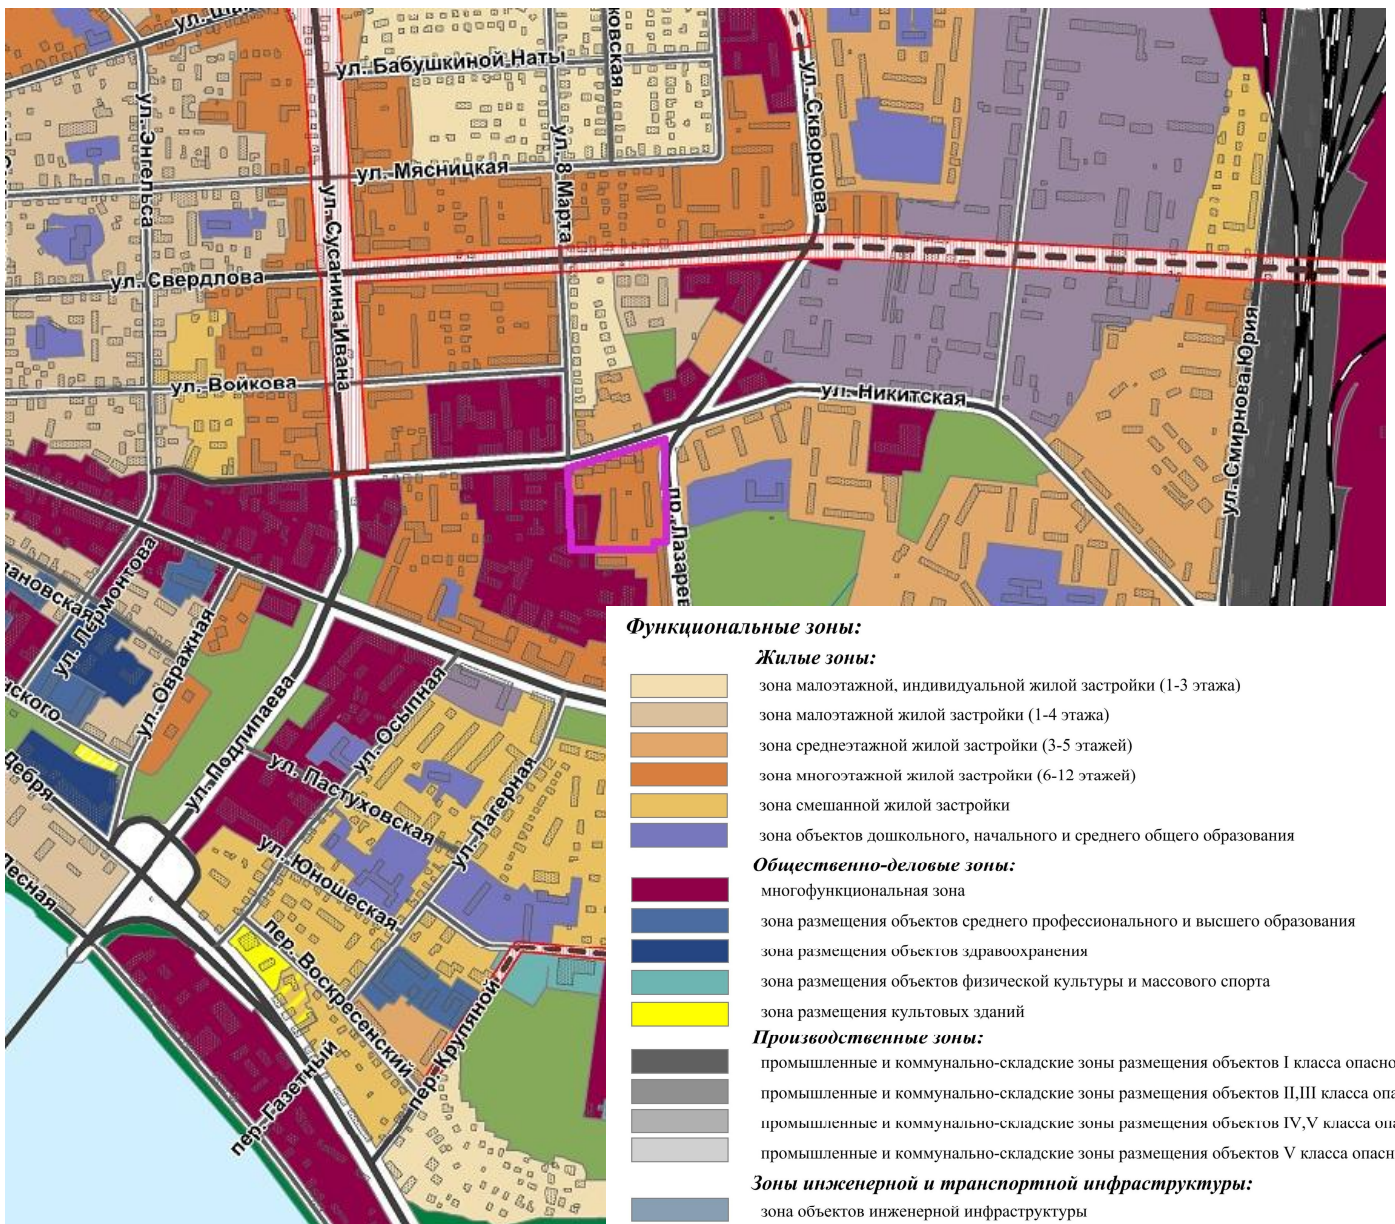 ул. Бабушкиной Наты
ул. Скворцова
ул. Энгельса
ул. 8 Марта
ул. Мясницкая
ул. Сусанина Ивана
ул. Свердлова
ул. Войкова
ул. Никитская
ул. Смирнова Юрия
пр. Лазарев
ул. Лермонтова
ул. Овражная
ул. Подлипаева
ул. Осыпная
ул. Пастуховская
ул. Лагерная
ул. Юношеская
пер. Воскресенский
пер. Крупяной
пер. Газетный
Функциональные зоны:
Жилые зоны:
зона малоэтажной, индивидуальной жилой застройки (1-3 этажа)
зона малоэтажной жилой застройки (1-4 этажа)
зона среднеэтажной жилой застройки (3-5 этажей)
зона многоэтажной жилой застройки (6-12 этажей)
зона смешанной жилой застройки
зона объектов дошкольного, начального и среднего общего образования
Общественно-деловые зоны:
многофункциональная зона
зона размещения объектов среднего профессионального и высшего образования
зона размещения объектов здравоохранения
зона размещения объектов физической культуры и массового спорта
зона размещения культовых зданий
Производственные зоны:
промышленные и коммунально-складские зоны размещения объектов I класса опасно
промышленные и коммунально-складские зоны размещения объектов II,III класса опа
промышленные и коммунально-складские зоны размещения объектов IV,V класса опа
промышленные и коммунально-складские зоны размещения объектов V класса опасн
Зоны инженерной и транспортной инфраструктуры:
зона объектов инженерной инфраструктуры